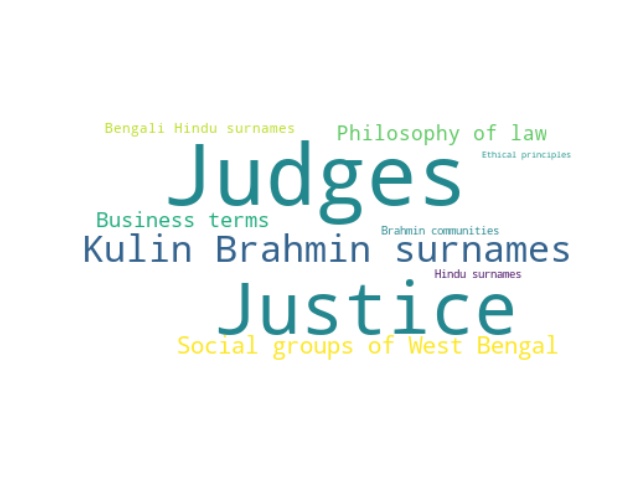 Bengali Hindu surnames
Philosophy of law
Ethical principles
Judges
Business terms
Brahmin communities
Kulin Brahmin surnames
Hindu surnames
Justice
Social groups of West Bengal